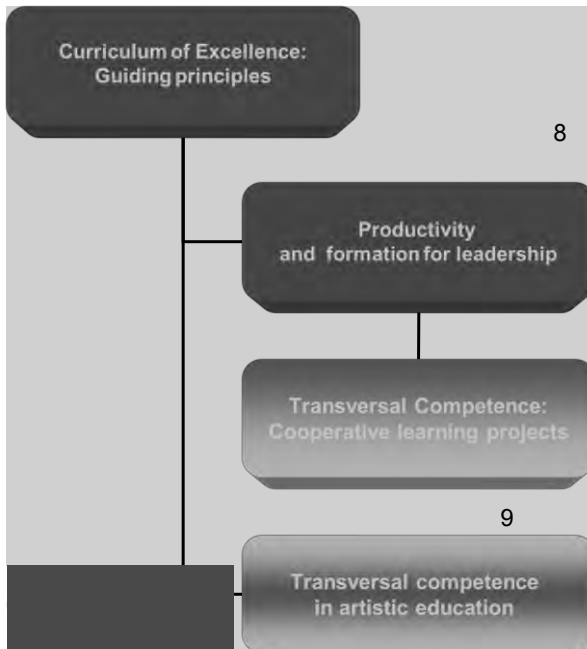 Curriculum of Excellence:
Guiding principles
8
Productivity
and formation for leadership
Transversal Competence:
Cooperative learning projects
9
Transversal competence
in artistic education